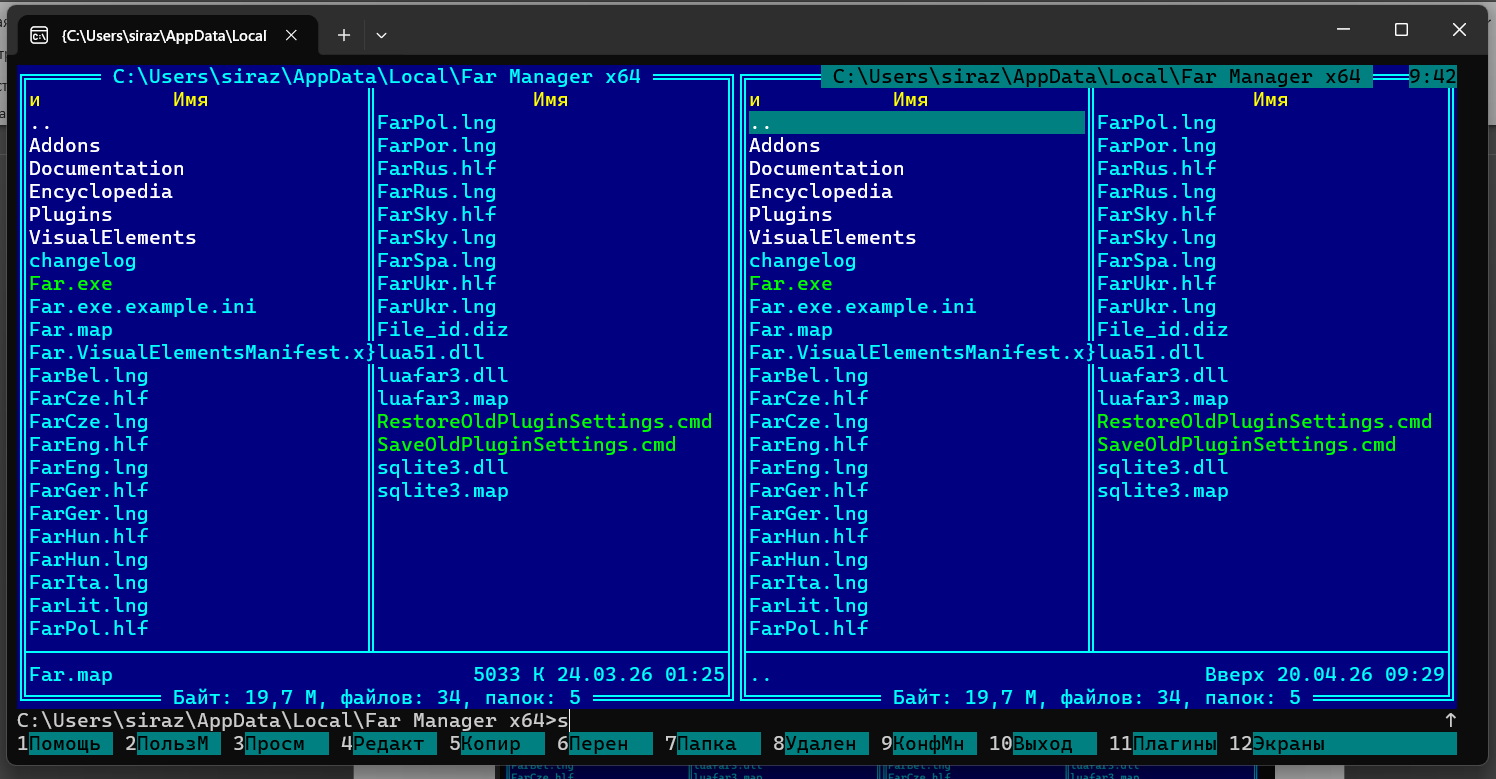 {C:\Users\siraz\AppData\Local
C:\Users\siraz\AppData\Local\Far Manager x64
и Имя Имя
..
Addons
Documentation
Encyclopedia
Plugins
VisualElements
changelog
Far.exe
Far.exe.example.ini
Far.map
Far.VisualElementsManifest.x}
FarBel.lng
FarCze.hlf
FarCze.lng
FarEng.hlf
FarEng.lng
FarGer.hlf
FarGer.lng
FarHun.hlf
FarHun.lng
FarIta.lng
FarLit.lng
FarPol.hlf
FarPol.lng
FarPor.lng
FarRus.hlf
FarRus.lng
FarSky.hlf
FarSky.lng
FarSpa.lng
FarUkr.hlf
FarUkr.lng
File_id.diz
lua51.dll
luafar3.dll
luafar3.map
RestoreOldPluginSettings.cmd
SaveOldPluginSettings.cmd
sqlite3.dll
sqlite3.map
Far.map 5033 К 24.03.26 01:25
Байт: 19,7 М, файлов: 34, папок: 5
C:\Users\siraz\AppData\Local\Far Manager x64 9:42
и Имя Имя
..
Addons
Documentation
Encyclopedia
Plugins
VisualElements
changelog
Far.exe
Far.exe.example.ini
Far.map
Far.VisualElementsManifest.x}
FarBel.lng
FarCze.hlf
FarCze.lng
FarEng.hlf
FarEng.lng
FarGer.hlf
FarGer.lng
FarHun.hlf
FarHun.lng
FarIta.lng
FarLit.lng
FarPol.hlf
FarPol.lng
FarPor.lng
FarRus.hlf
FarRus.lng
FarSky.hlf
FarSky.lng
FarSpa.lng
FarUkr.hlf
FarUkr.lng
File_id.diz
lua51.dll
luafar3.dll
luafar3.map
RestoreOldPluginSettings.cmd
SaveOldPluginSettings.cmd
sqlite3.dll
sqlite3.map
.. Вверх 20.04.26 09:29
Байт: 19,7 М, файлов: 34, папок: 5
C:\Users\siraz\AppData\Local\Far Manager x64>s
1Помощь 2ПользМ 3Просм 4Редакт 5Копир 6Перен 7Папка 8Удален 9КонфМн 10Выход 11Плагины 12Экраны